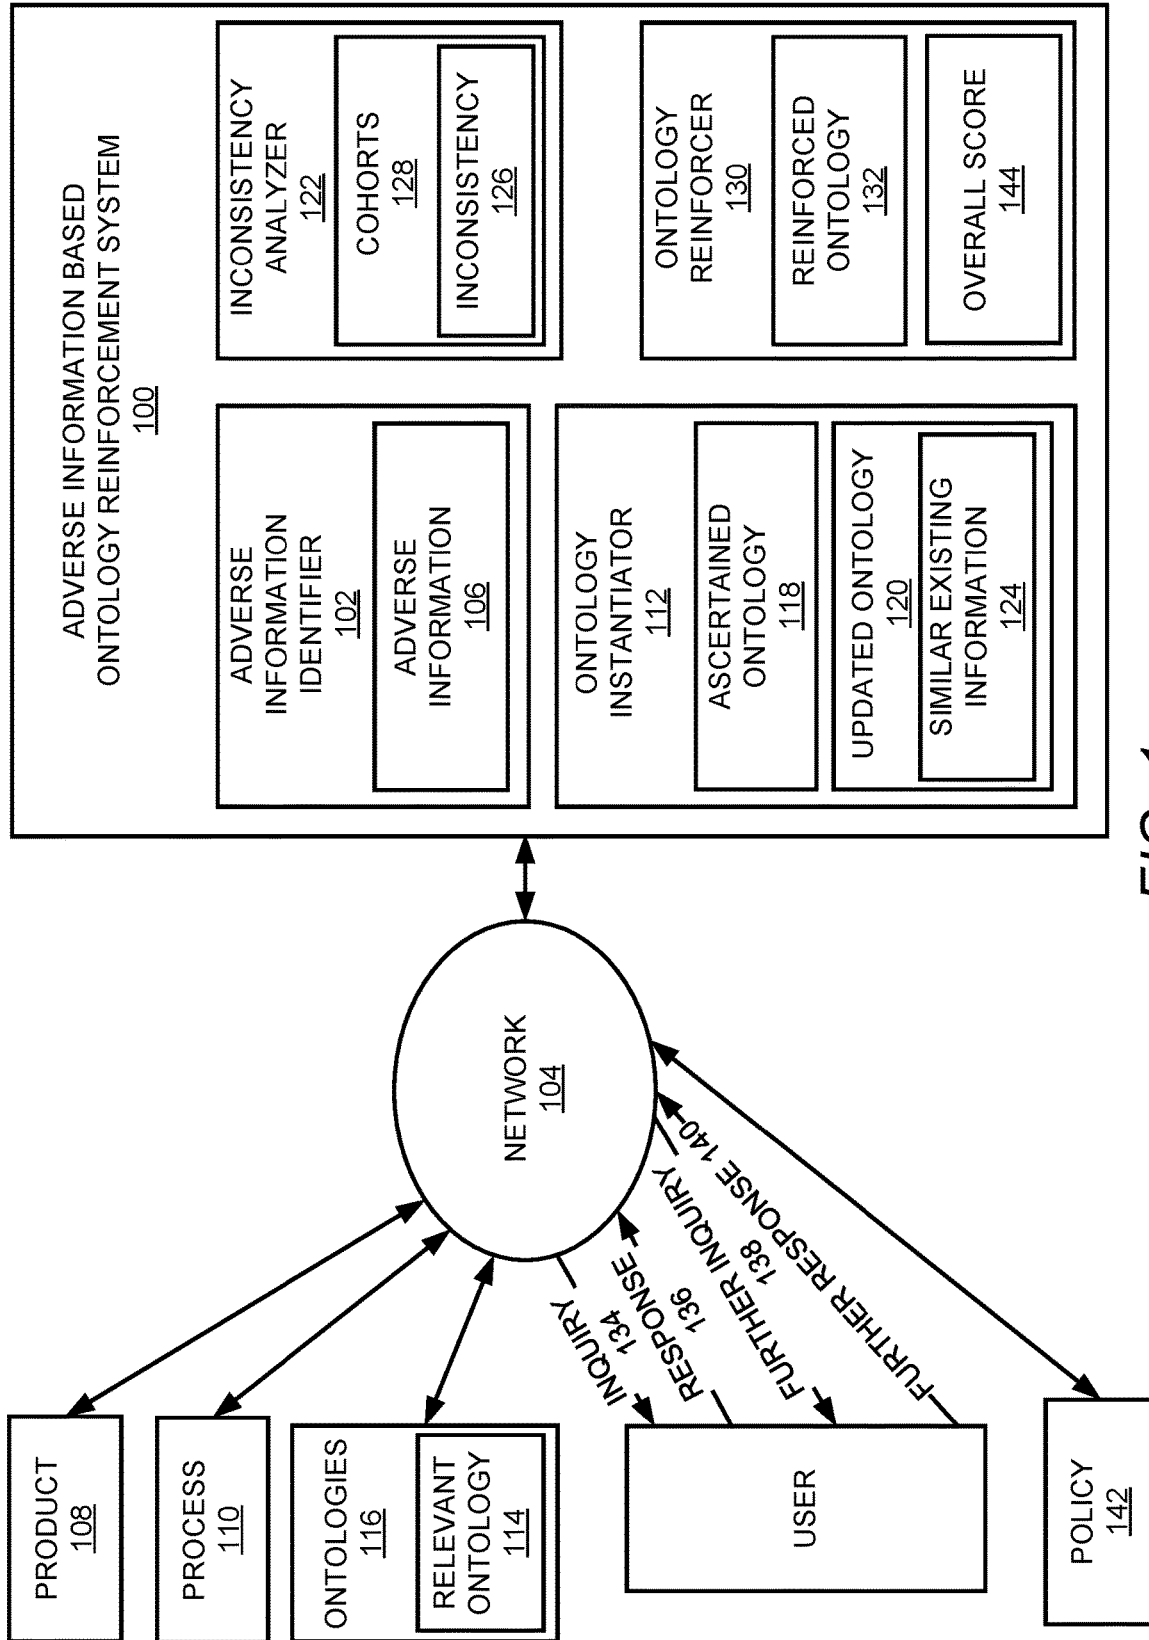 ADVERSE INFORMATION BASED
ONTOLOGY REINFORCEMENT SYSTEM
100
ADVERSE
INFORMATION
IDENTIFIER
102
ADVERSE
INFORMATION
106
INCONSISTENCY
ANALYZER
122
COHORTS
128
INCONSISTENCY
126
ONTOLOGY
INSTANTIATOR
112
ASCERTAINED
ONTOLOGY
118
UPDATED ONTOLOGY
120
SIMILAR EXISTING
INFORMATION
124
ONTOLOGY
REINFORCER
130
REINFORCED
ONTOLOGY
132
OVERALL SCORE
144
NETWORK
104
PRODUCT
108
PROCESS
110
ONTOLOGIES
116
RELEVANT
ONTOLOGY
114
INQUIRY
134
RESPONSE
136
FURTHER INQUIRY
138
FURTHER RESPONSE 140
USER
POLICY
142